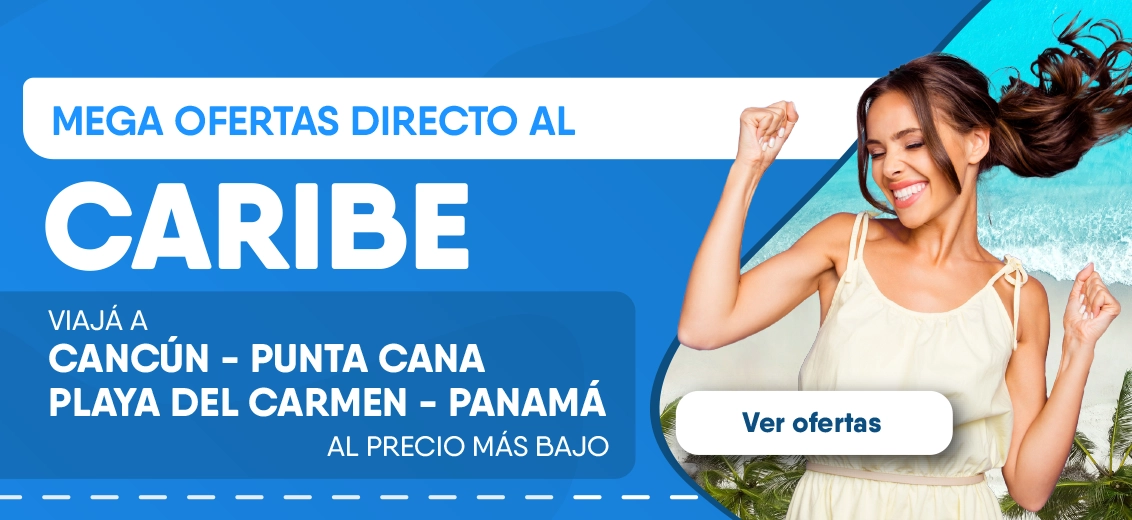 MEGA OFERTAS DIRECTO AL
CARIBE
VIAJÁ A
CANCÚN - PUNTA CANA
PLAYA DEL CARMEN - PANAMÁ
AL PRECIO MÁS BAJO
Ver ofertas